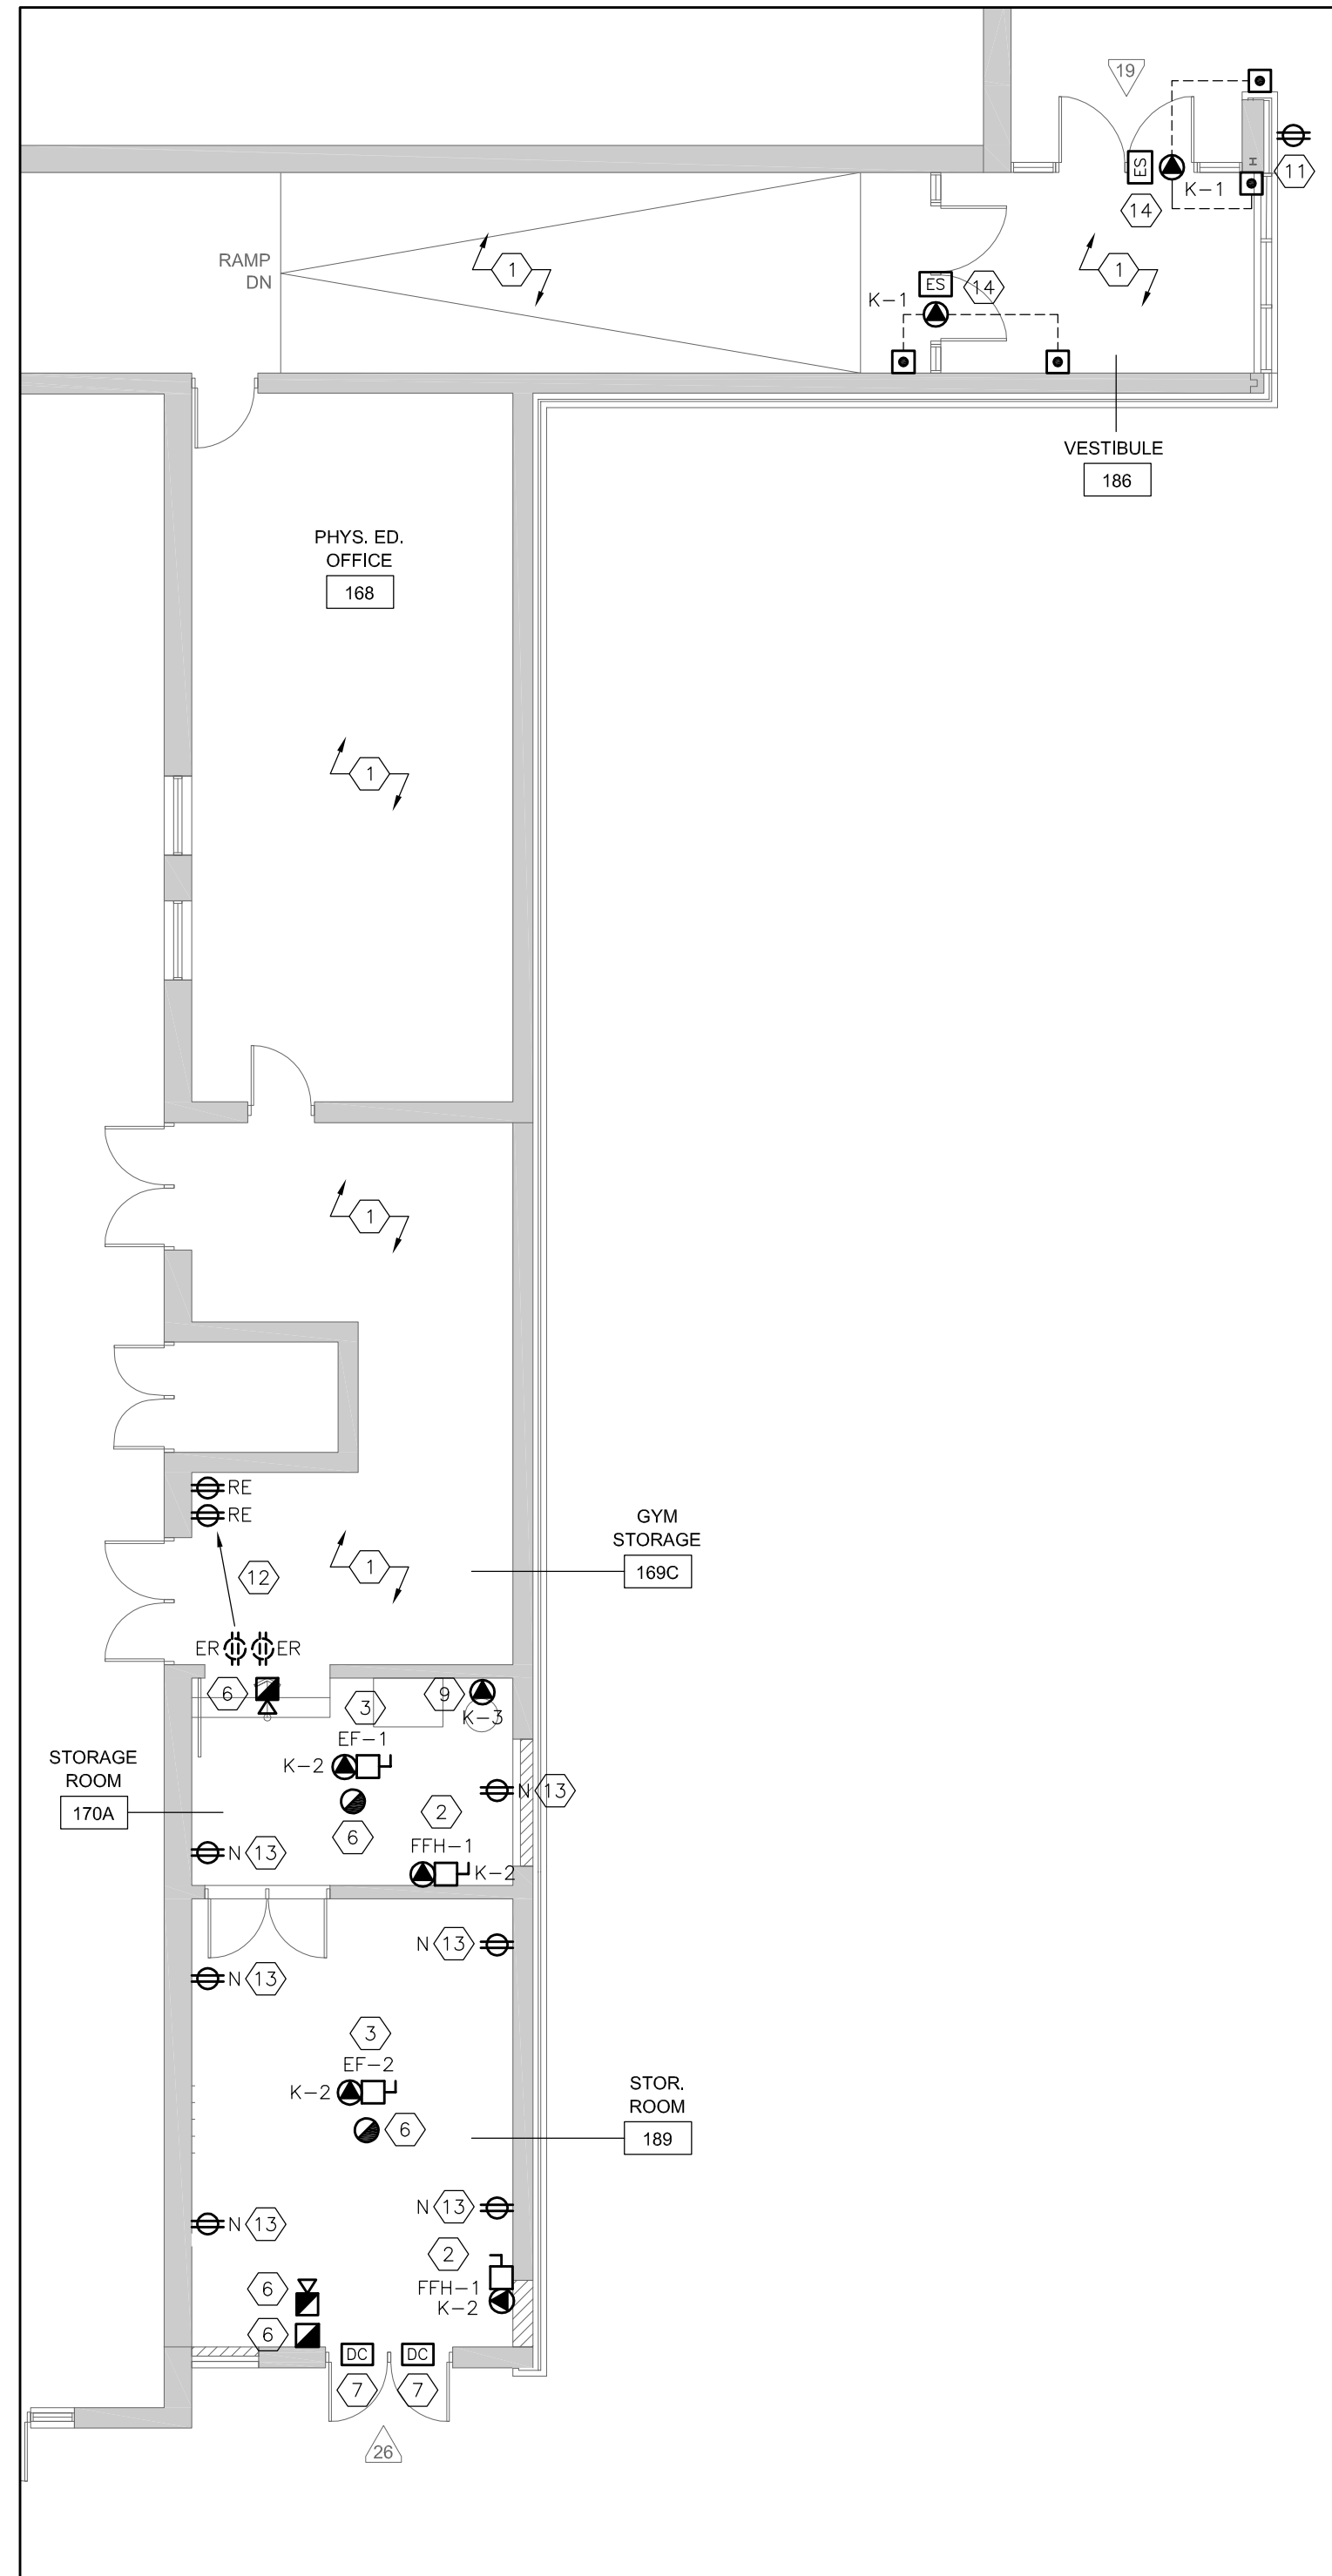 19
ES
K-1
H
11
14
RAMP
DN
1
1
ES
14
K-1
VESTIBULE
186
PHYS. ED.
OFFICE
168
1
1
RE
RE
GYM
STORAGE
169C
12
1
ER
ER
6
3
9
K-3
EF-1
K-2
STORAGE
ROOM
170A
N
13
2
6
FFH-1
K-2
N
13
N
13
N
13
3
EF-2
K-2
6
STOR.
ROOM
189
N
13
N
13
2
6
FFH-1
K-2
6
DC
DC
7
7
26